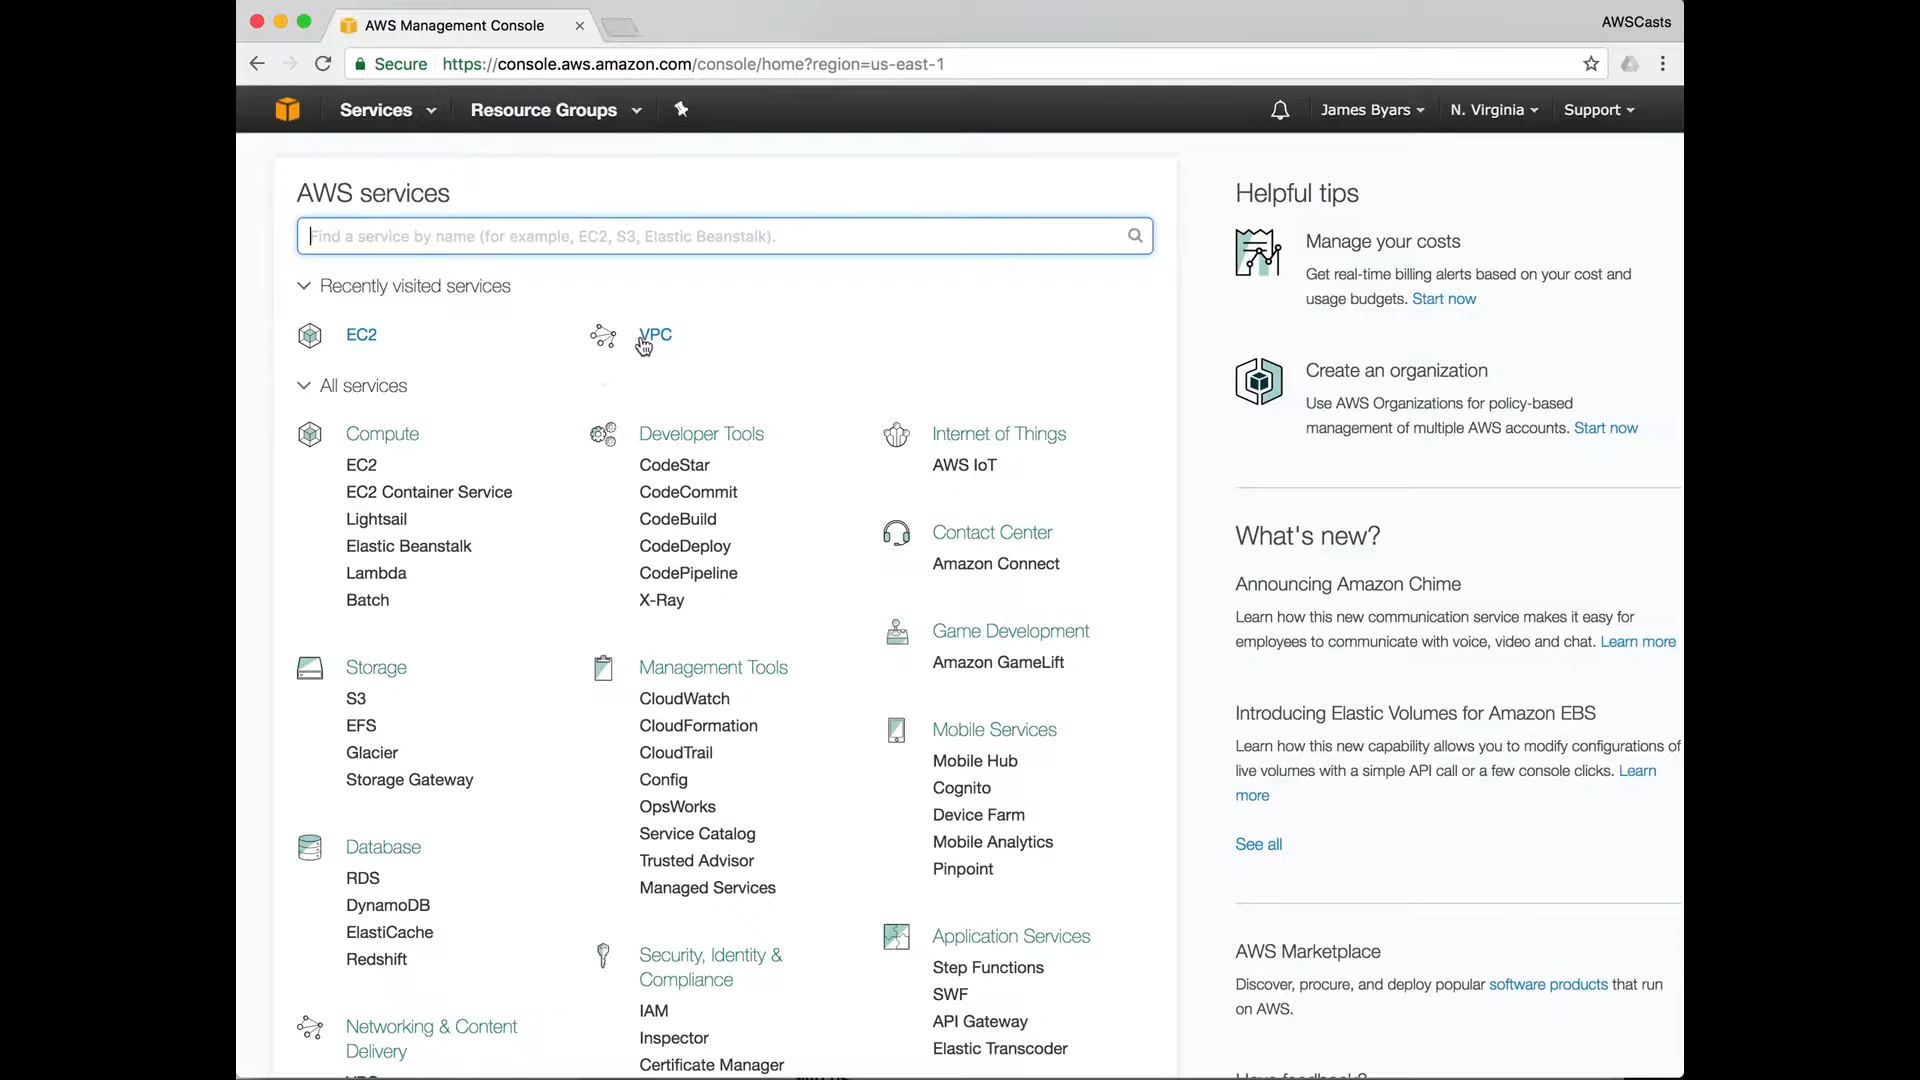 AWS Management Console
AWSCasts
Secure
https://console.aws.amazon.com/console/home?region=us-east-1
Services
Resource Groups
James Byars
N. Virginia
Support
AWS services
Find a service by name (for example, EC2, S3, Elastic Beanstalk).
Recently visited services
EC2
VPC
All services
Compute
EC2
EC2 Container Service
Lightsail
Elastic Beanstalk
Lambda
Batch
Storage
S3
EFS
Glacier
Storage Gateway
Database
RDS
DynamoDB
ElastiCache
Redshift
Networking & Content
Delivery
Developer Tools
CodeStar
CodeCommit
CodeBuild
CodeDeploy
CodePipeline
X-Ray
Management Tools
CloudWatch
CloudFormation
CloudTrail
Config
OpsWorks
Service Catalog
Trusted Advisor
Managed Services
Security, Identity &
Compliance
IAM
Inspector
Certificate Manager
Internet of Things
AWS IoT
Contact Center
Amazon Connect
Game Development
Amazon GameLift
Mobile Services
Mobile Hub
Cognito
Device Farm
Mobile Analytics
Pinpoint
Application Services
Step Functions
SWF
API Gateway
Elastic Transcoder
Helpful tips
Manage your costs
Get real-time billing alerts based on your cost and
usage budgets. Start now
Create an organization
Use AWS Organizations for policy-based
management of multiple AWS accounts. Start now
What's new?
Announcing Amazon Chime
Learn how this new communication service makes it easy for
employees to communicate with voice, video and chat. Learn more
Introducing Elastic Volumes for Amazon EBS
Learn how this new capability allows you to modify configurations of
live volumes with a simple API call or a few console clicks. Learn
more
See all
AWS Marketplace
Discover, procure, and deploy popular software products that run
on AWS.
Have feedback?